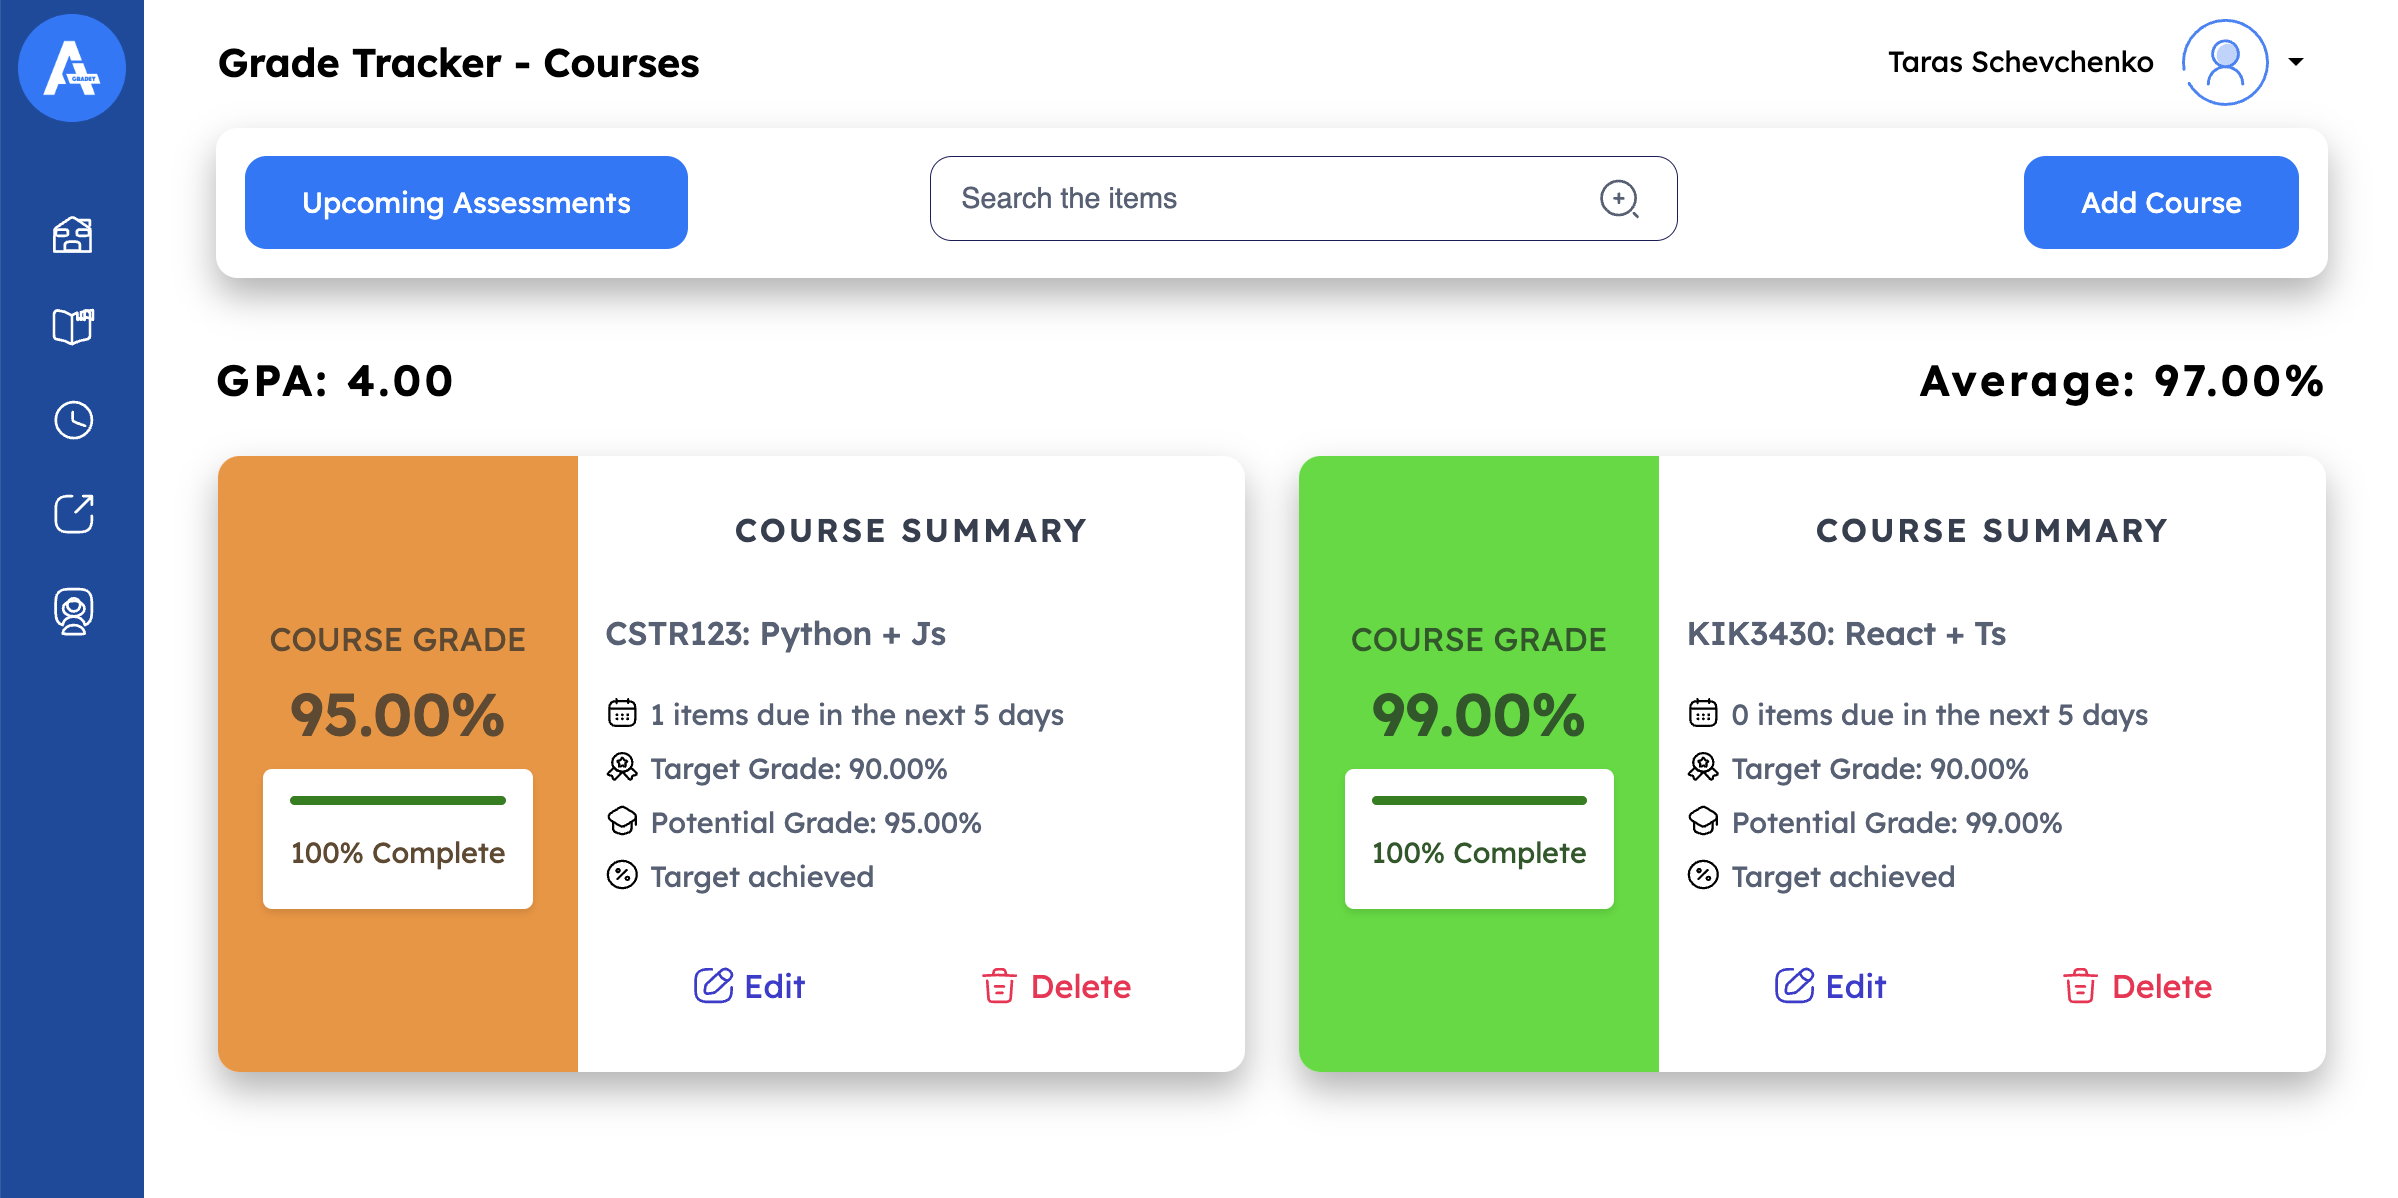 GRADEY
Grade Tracker - Courses
Taras Schevchenko
Upcoming Assessments
Search the items
Add Course
GPA: 4.00
Average: 97.00%
COURSE GRADE
95.00%
100% Complete
COURSE SUMMARY
CSTR123: Python + Js
1 items due in the next 5 days
Target Grade: 90.00%
Potential Grade: 95.00%
Target achieved
Edit
Delete
COURSE GRADE
99.00%
100% Complete
COURSE SUMMARY
KIK3430: React + Ts
0 items due in the next 5 days
Target Grade: 90.00%
Potential Grade: 99.00%
Target achieved
Edit
Delete